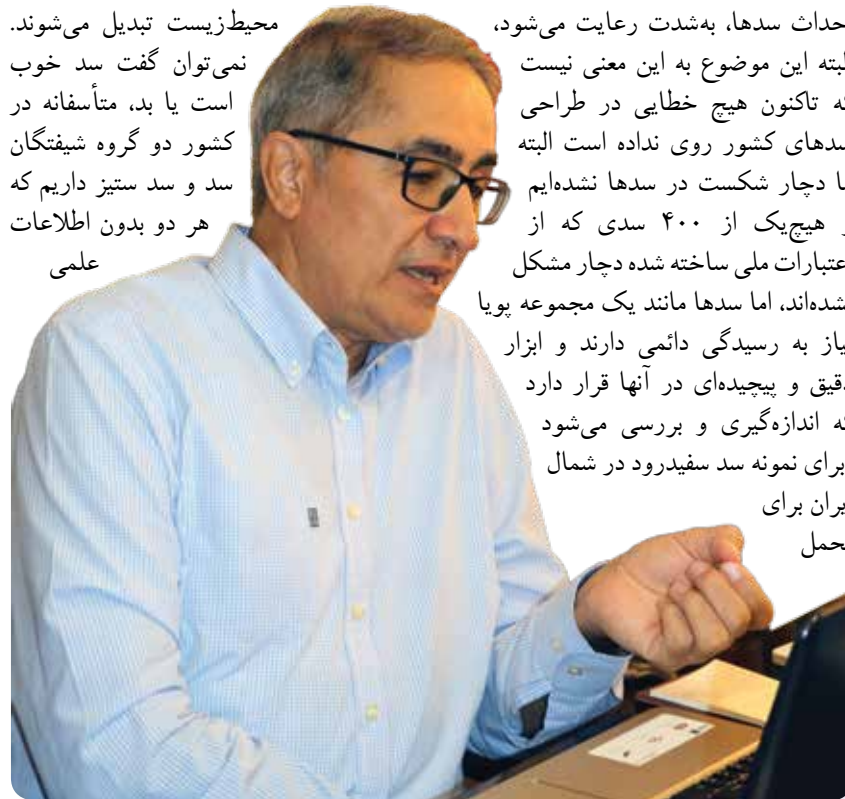 حداث سدها، به‌شدت رعایت می‌شود،
لبته این موضوع به این معنی نیست
که تاکنون هیچ خطایی در طراحی
سدهای کشور روی نداده است البته
ما دچار شکست در سدها نشده‌ایم
و هیچ‌یک از ۴۰۰ سدی که از
عتبارات ملی ساخته شده دچار مشکل
نشده‌اند، اما سدها مانند یک مجموعه پویا
نیاز به رسیدگی دائمی دارند و ابزار
دقیق و پیچیده‌ای در آنها قرار دارد
که اندازه‌گیری و بررسی می‌شود
برای نمونه سد سفیدرود در شمال
یران برای
تحمل
محیط‌زیست تبدیل می‌شوند.
نمی‌توان گفت سد خوب
است یا بد، متأسفانه در
کشور دو گروه شیفتگان
سد و سد ستیز داریم که
هر دو بدون اطلاعات
علمی